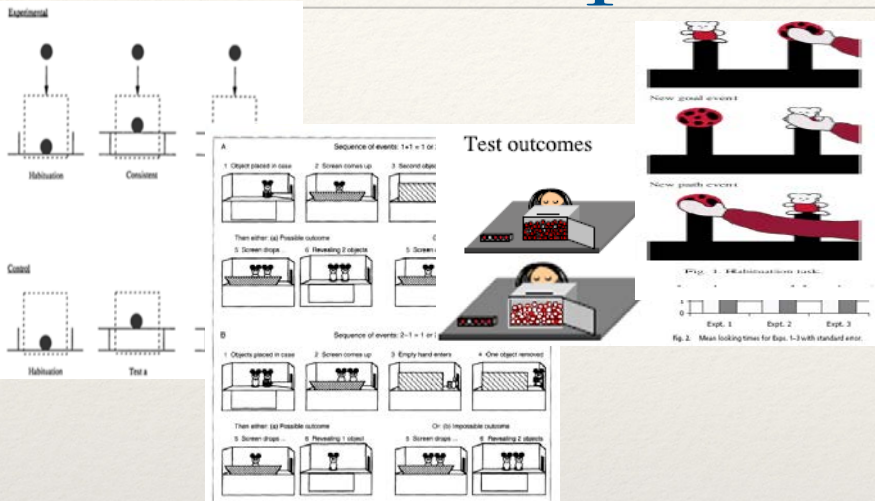 Experimental
Habituation
Consistent
Control
Habituation
Test a
A
Sequence of events: 1+1 = 1 or
1 Object placed in case
2 Screen comes up
3 Second objec
Then either: (a) Possible outcome
5 Screen drops ...
6 Revealing 2 objects
5 Screen
B
Sequence of events: 2−1 = 1 or
1 Objects placed in case
2 Screen comes up
3 Empty hand enters
4 One object removed
Then either: (a) Possible outcome
Or: (b) Impossible outcome
5 Screen drops ...
6 Revealing 1 object
5 Screen drops ...
6 Revealing 2 objects
Test outcomes
New goal event
New path event
Fig. 1. Habituation task.
1
0
Expt. 1
Expt. 2
Expt. 3
fig. 2. Mean looking times for Exps. 1–3 with standard error.